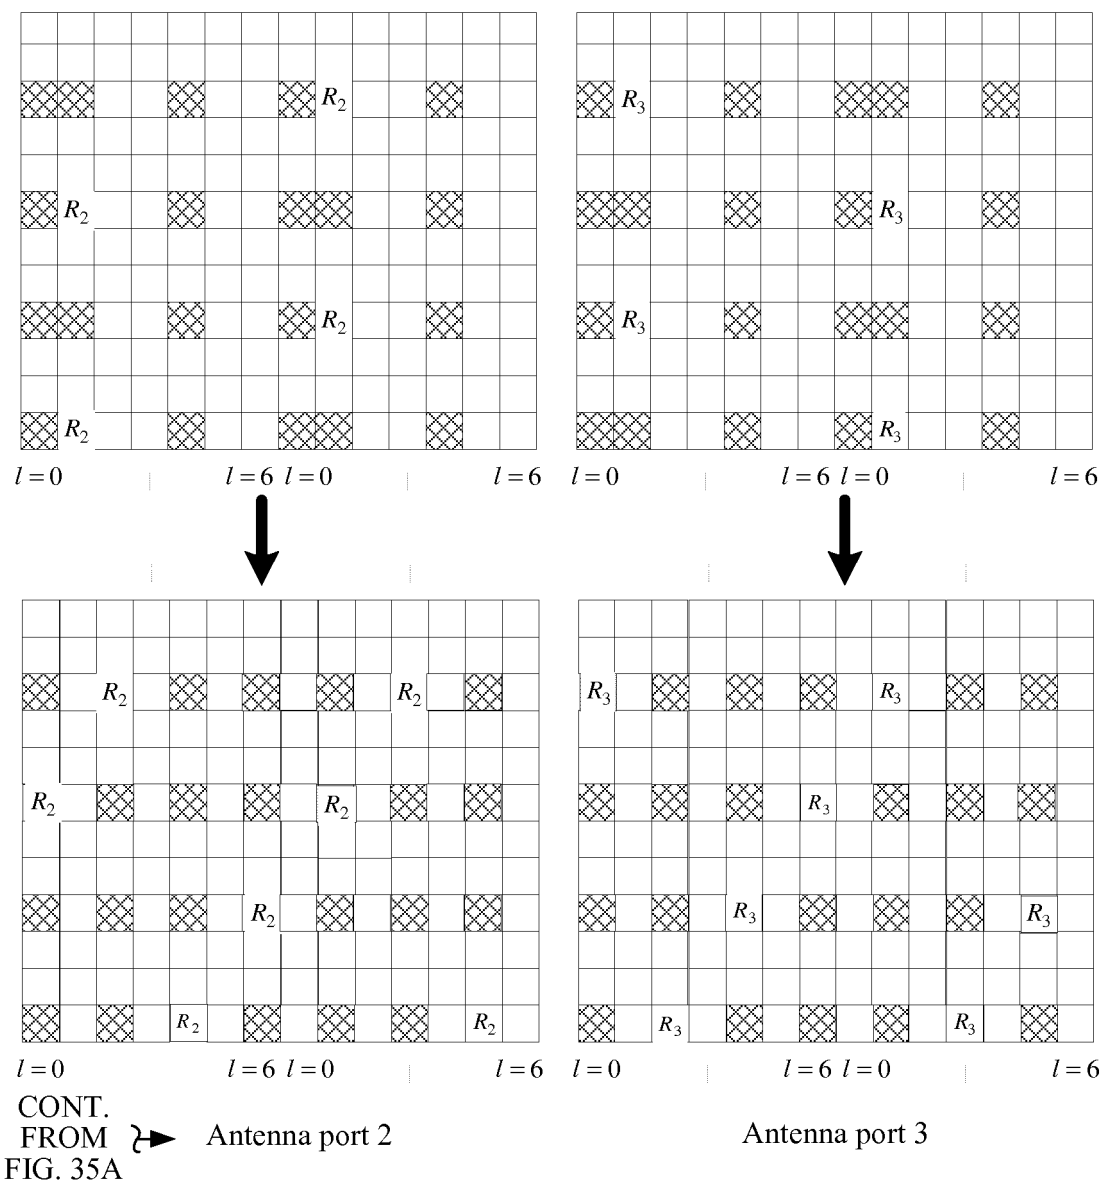 R₂ R₃
R₂ R₃
R₂ R₃
R₂ R₃
l = 0 l = 6 l = 0 l = 6 l = 0 l = 6 l = 0 l = 6
R₂ R₂ R₃ R₃
R₂ R₂ R₃
R₂ R₃ R₃
R₂ R₂ R₃ R₃
l = 0 l = 6 l = 0 l = 6 l = 0 l = 6 l = 0 l = 6
CONT.
FROM
FIG. 35A
Antenna port 2
Antenna port 3